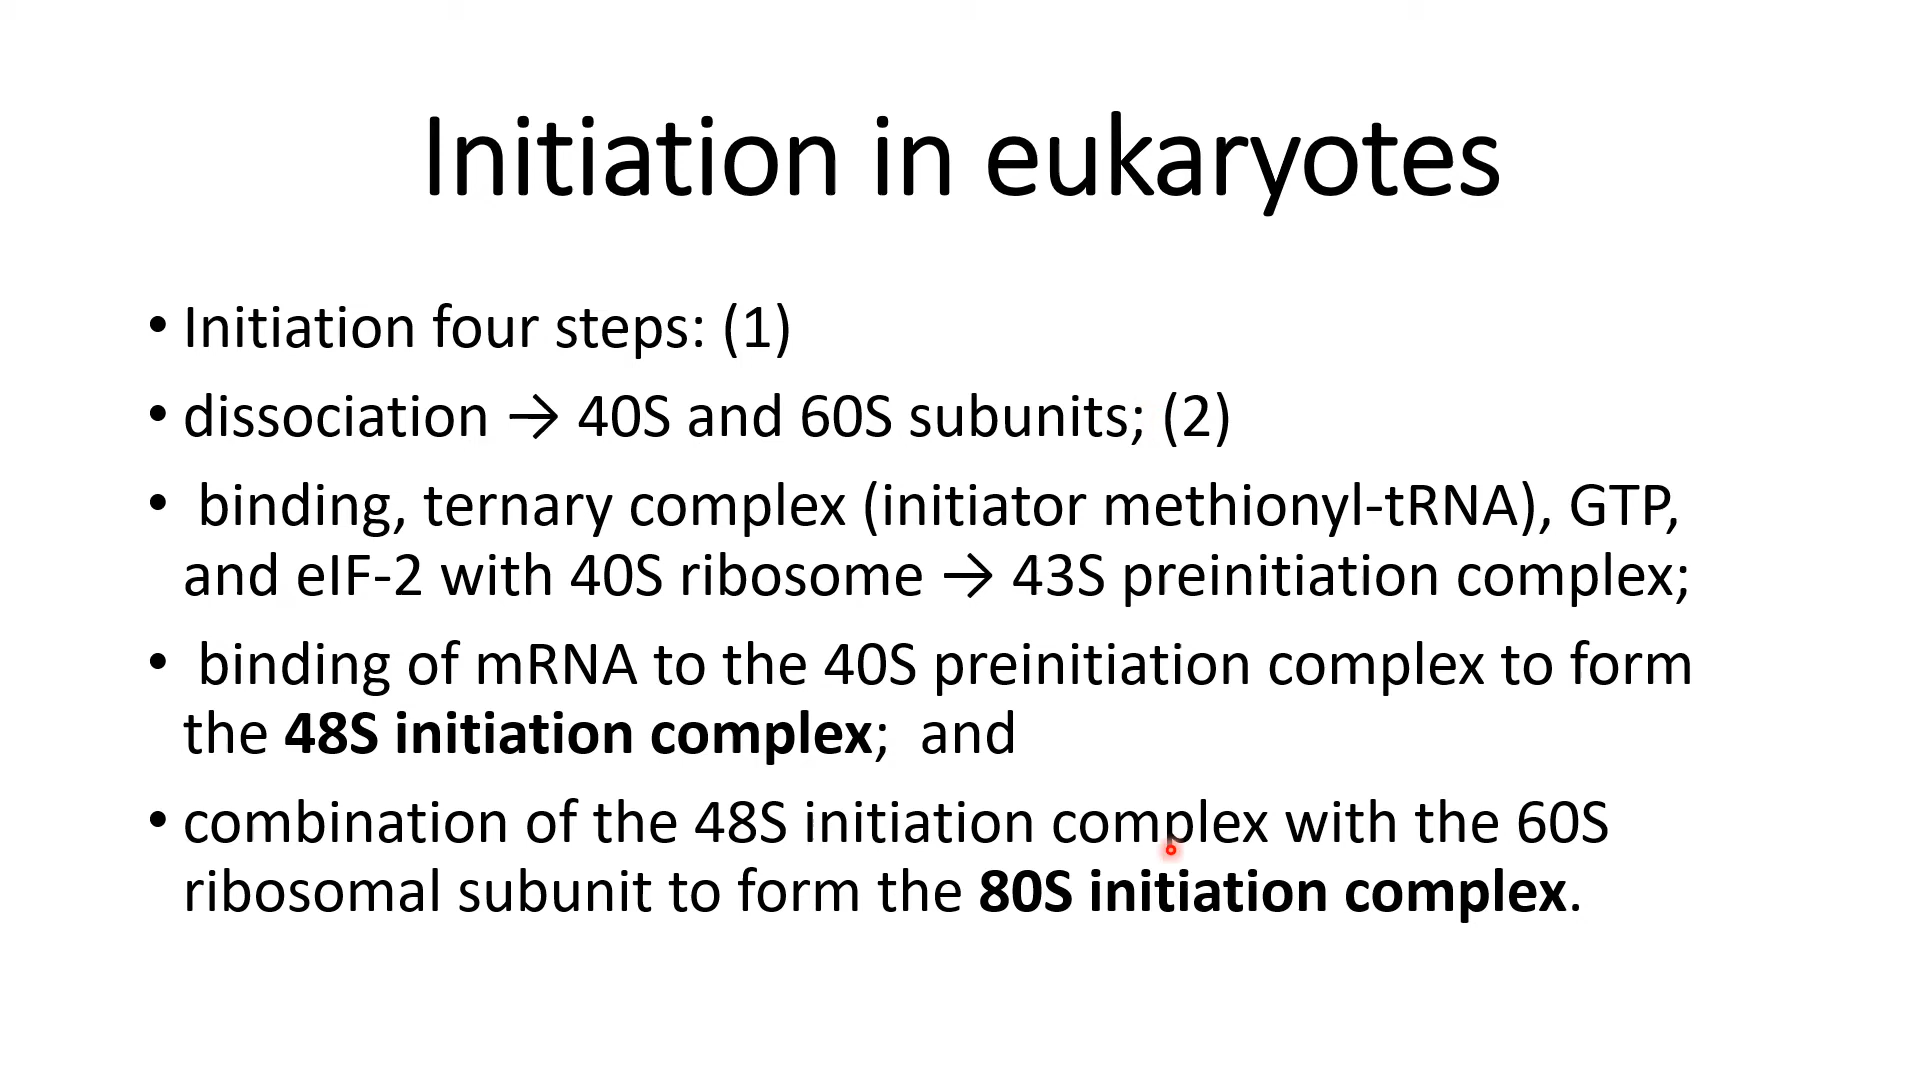 Initiation in eukaryotes
• Initiation four steps: (1)
• dissociation → 40S and 60S subunits; (2)
• binding, ternary complex (initiator methionyl-tRNA), GTP,
and eIF-2 with 40S ribosome → 43S preinitiation complex;
• binding of mRNA to the 40S preinitiation complex to form
the 48S initiation complex; and
• combination of the 48S initiation complex with the 60S
ribosomal subunit to form the 80S initiation complex.